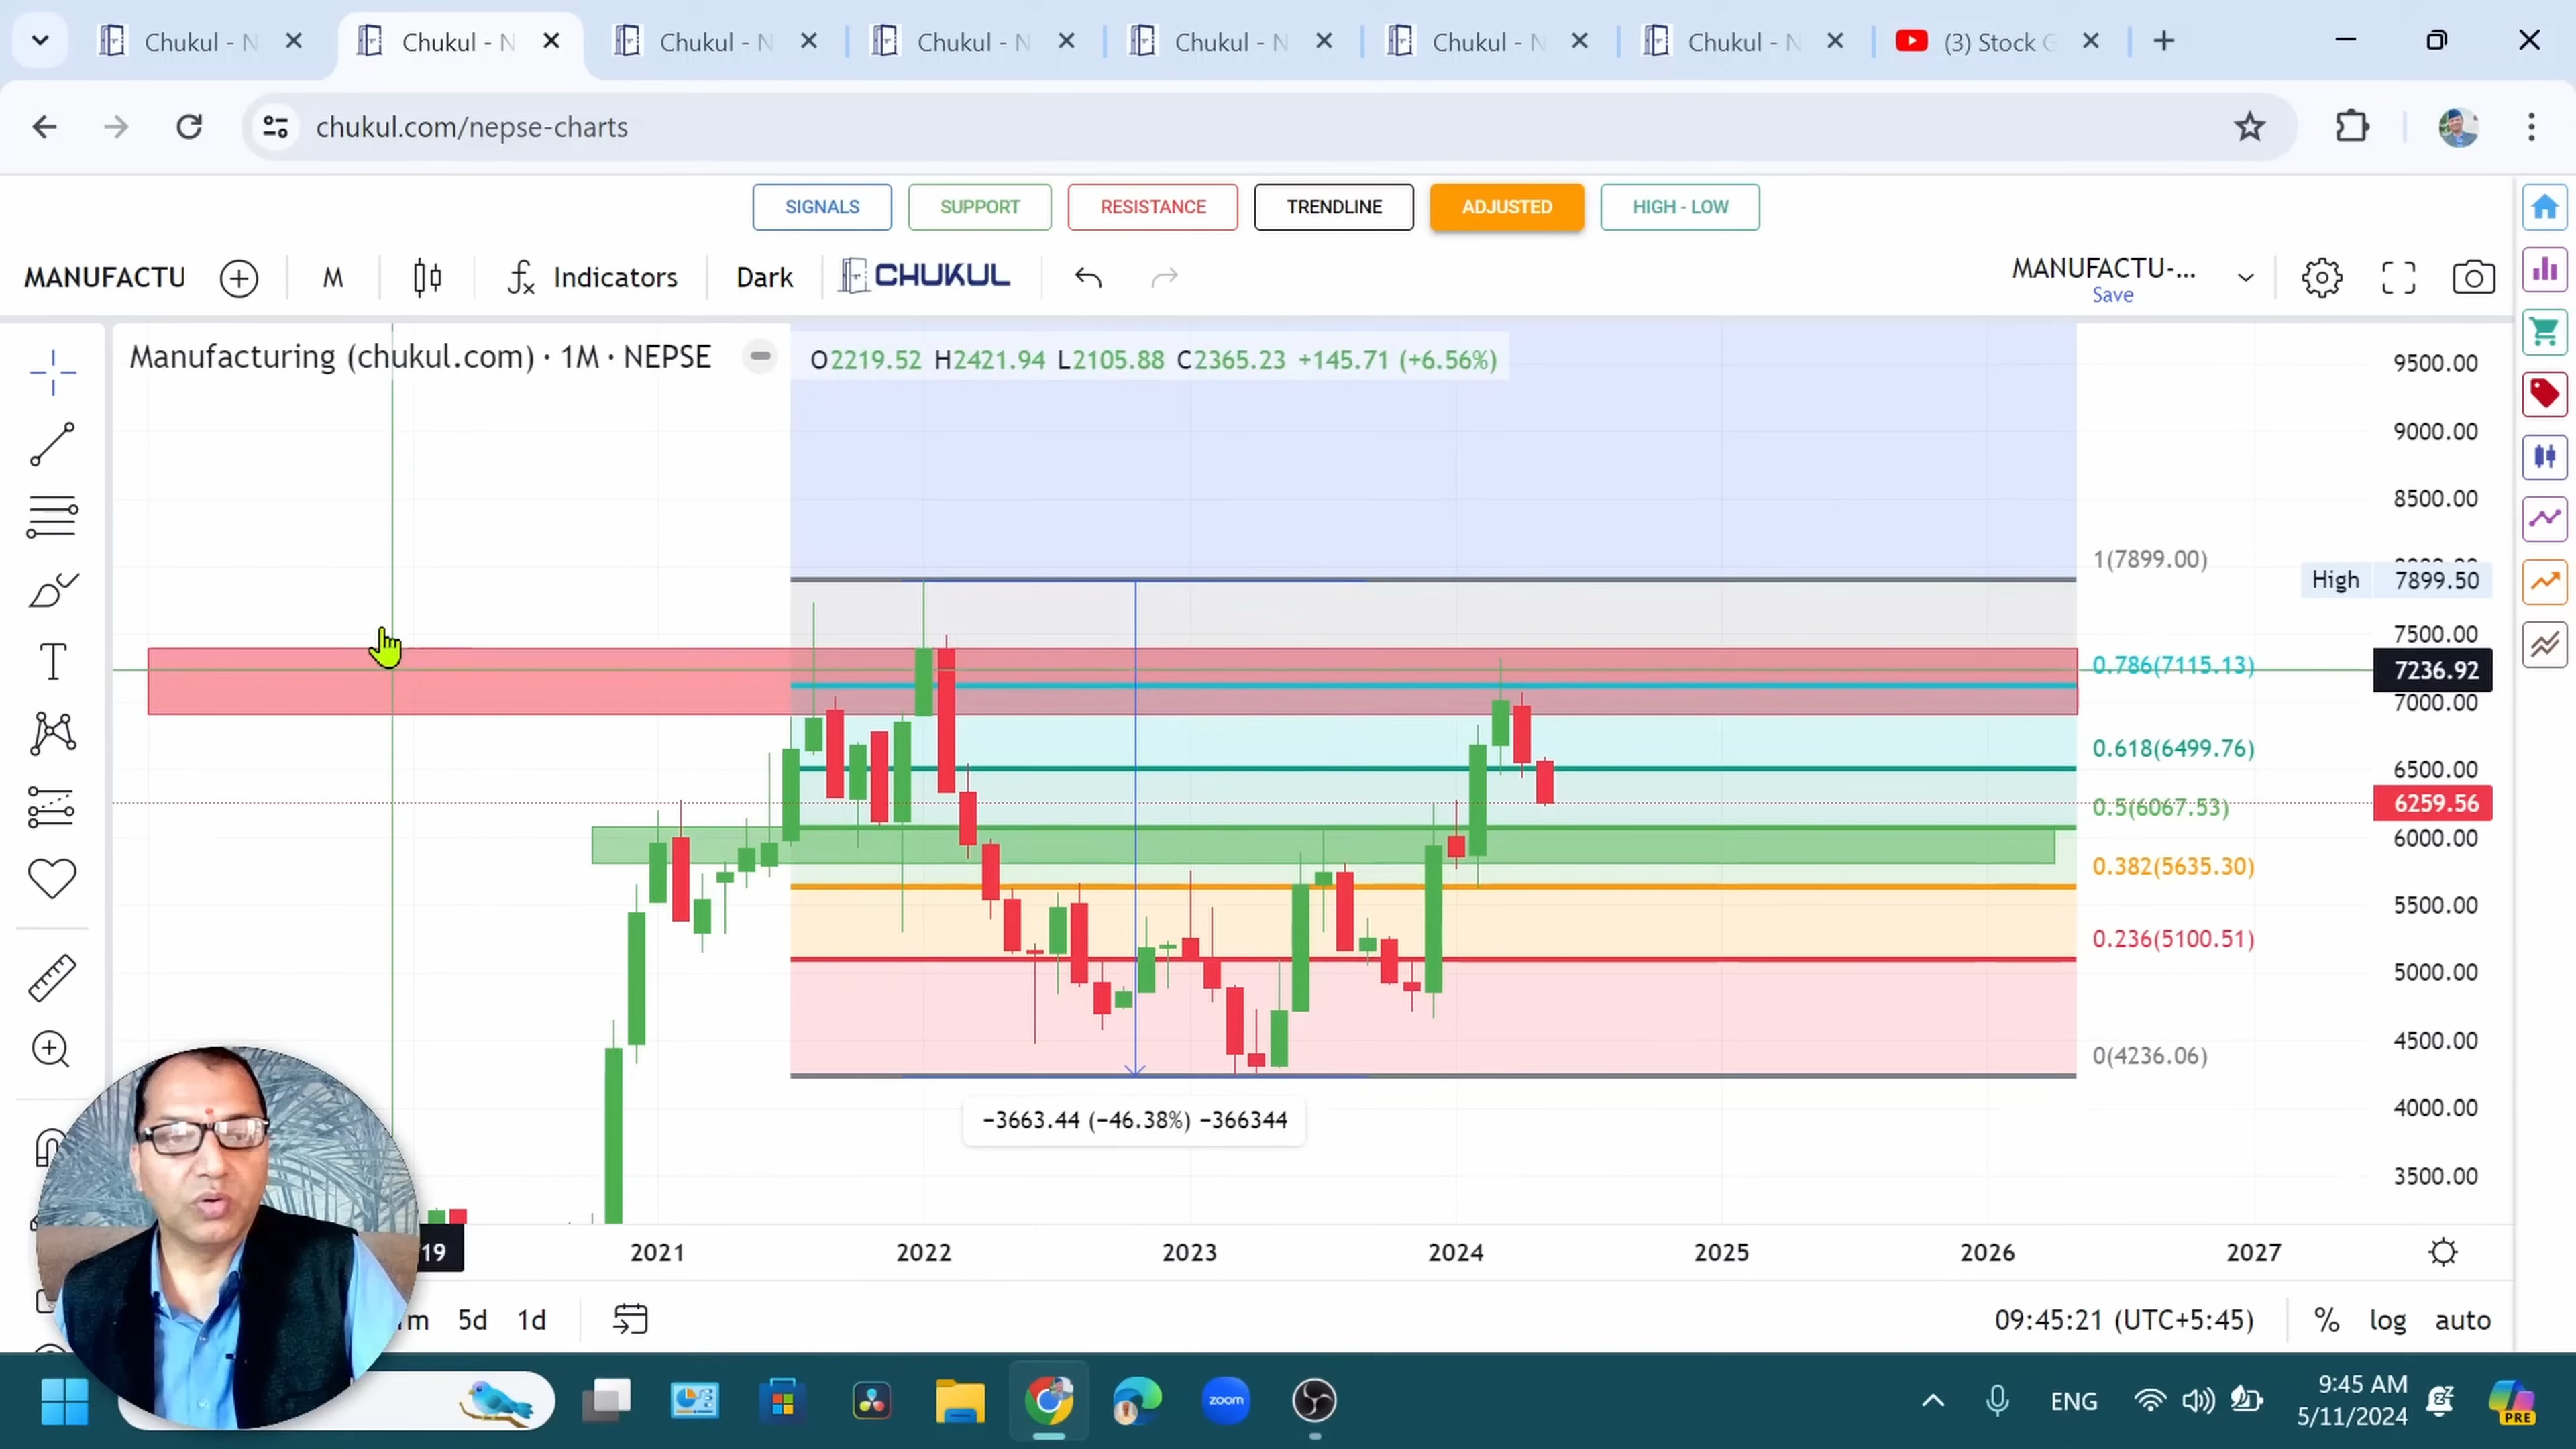 Chukul - N
Chukul - N
Chukul - N
Chukul - N
Chukul - N
Chukul - N
Chukul - N
(3) Stock G
chukul.com/nepse-charts
SIGNALS
SUPPORT
RESISTANCE
TRENDLINE
ADJUSTED
HIGH - LOW
MANUFACTU
M
Indicators
Dark
CHUKUL
MANUFACTU-...
Save
Manufacturing (chukul.com) · 1M · NEPSE
O2219.52 H2421.94 L2105.88 C2365.23 +145.71 (+6.56%)
9500.00
9000.00
8500.00
1(7899.00)
High 7899.50
7500.00
0.786(7115.13)
7236.92
7000.00
0.618(6499.76)
6500.00
6259.56
0.5(6067.53)
6000.00
0.382(5635.30)
5500.00
0.236(5100.51)
5000.00
4500.00
0(4236.06)
-3663.44 (-46.38%) -366344
4000.00
3500.00
19
2021
2022
2023
2024
2025
2026
2027
m
5d
1d
09:45:21 (UTC+5:45)
%
log
auto
zoom
ENG
9:45 AM
5/11/2024
PRE